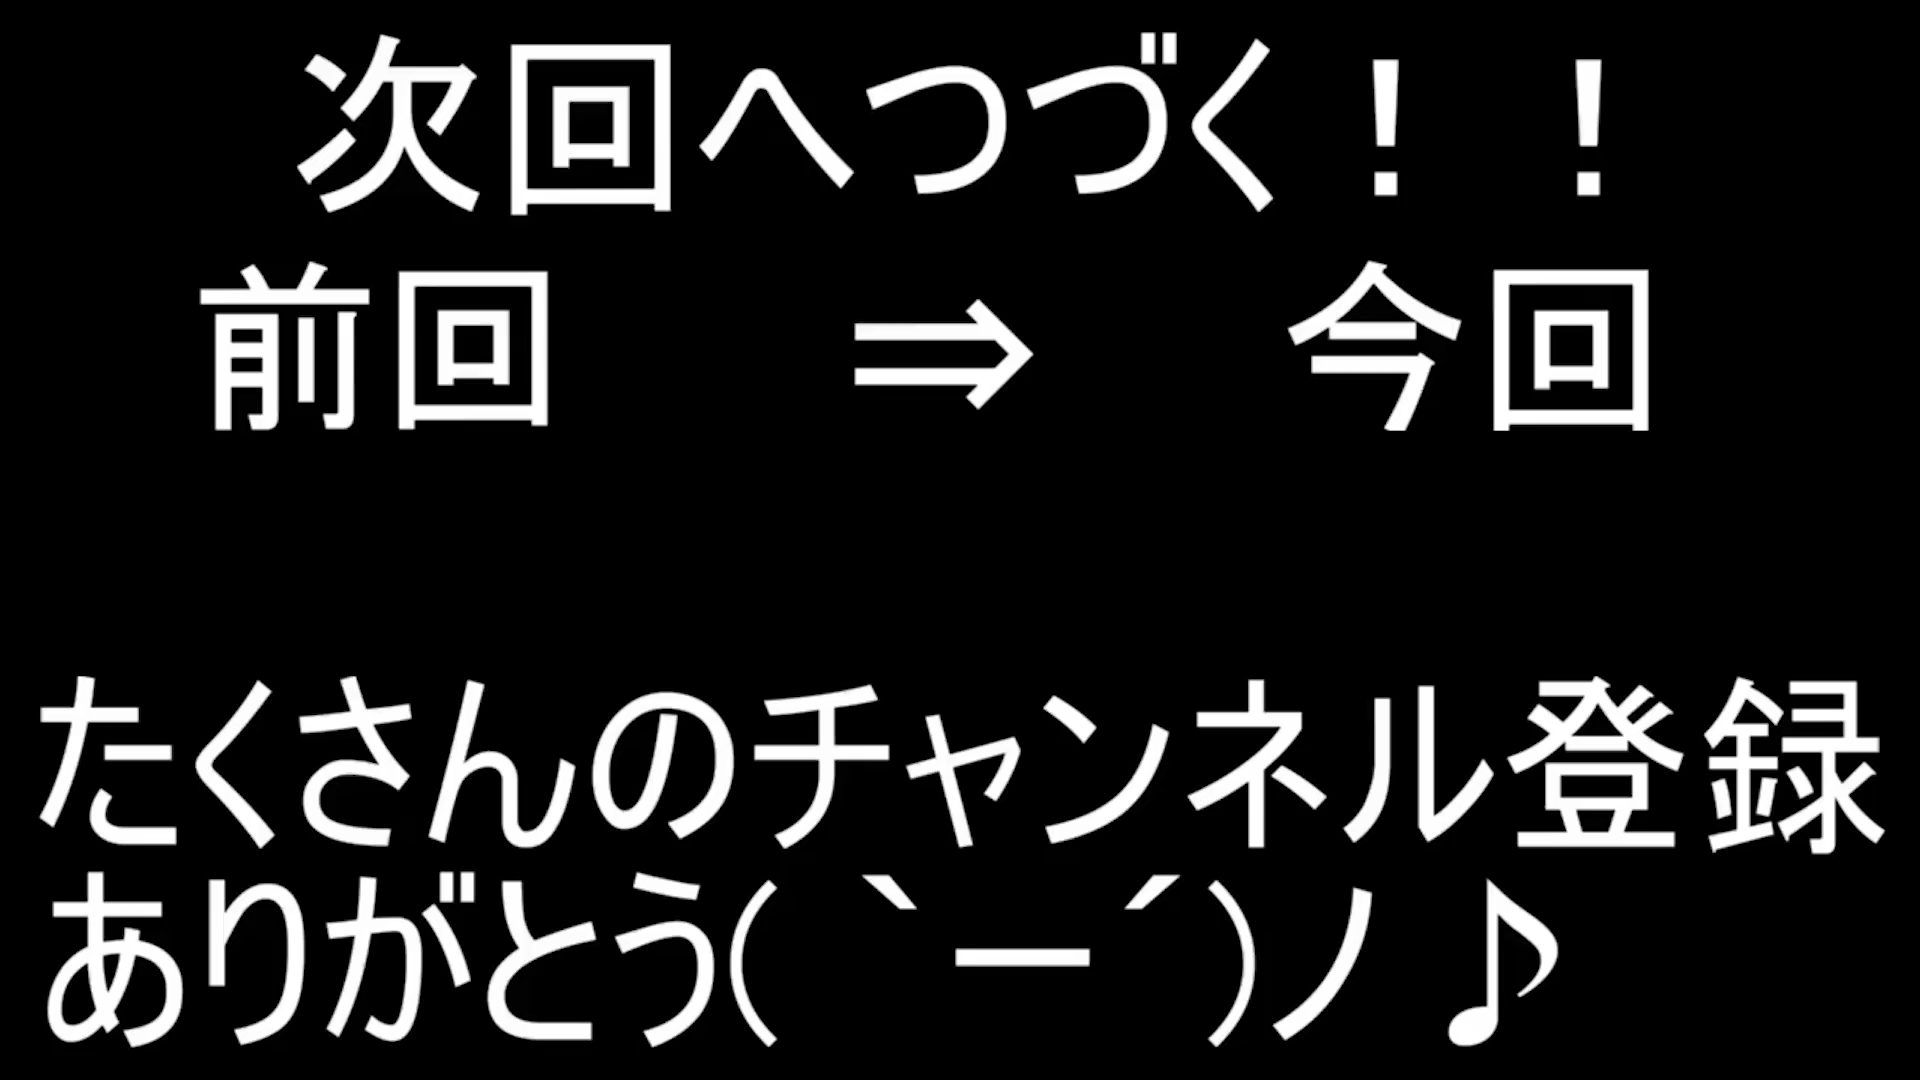 次回へつづく！！
前回　⇒　今回
たくさんのチャンネル登録
ありがとう(｀ー´)ノ♪